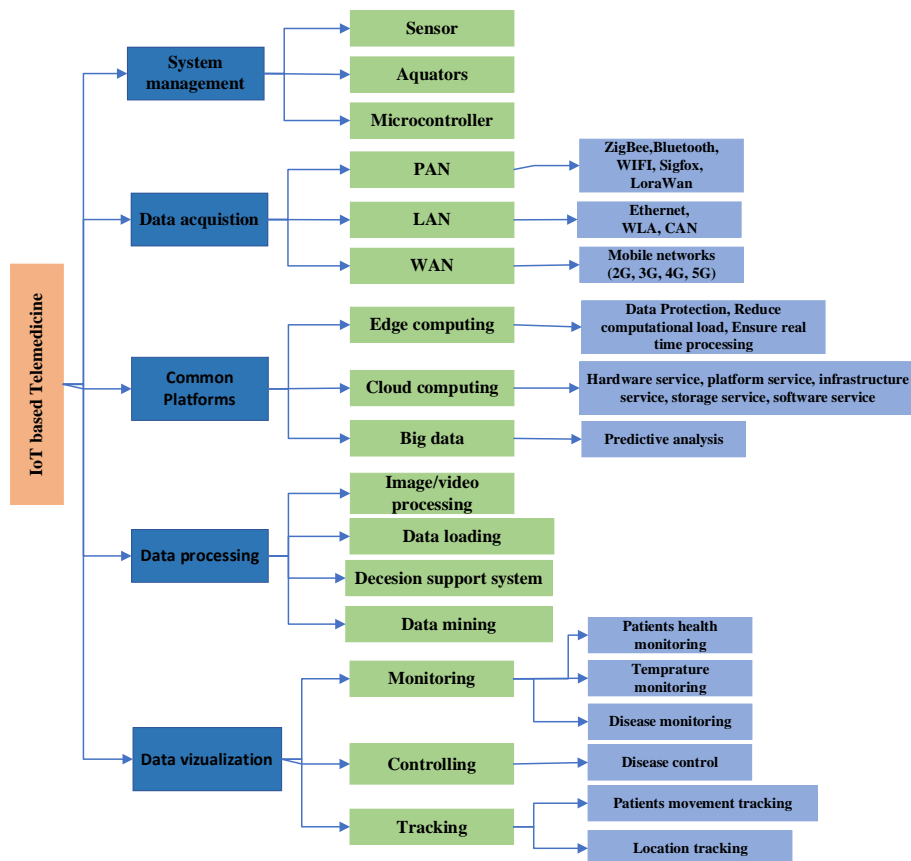 IoT based Telemedicine
System
management
Sensor
Aquators
Microcontroller
Data acquistion
PAN
ZigBee,Bluetooth,
WIFI, Sigfox,
LoraWan
LAN
Ethernet,
WLA, CAN
WAN
Mobile networks
(2G, 3G, 4G, 5G)
Common
Platforms
Edge computing
Data Protection, Reduce
computational load, Ensure real
time processing
Cloud computing
Hardware service, platform service, infrastructure
service, storage service, software service
Big data
Predictive analysis
Data processing
Image/video
processing
Data loading
Decesion support system
Data mining
Data vizualization
Monitoring
Patients health
monitoring
Temprature
monitoring
Disease monitoring
Controlling
Disease control
Tracking
Patients movement tracking
Location tracking